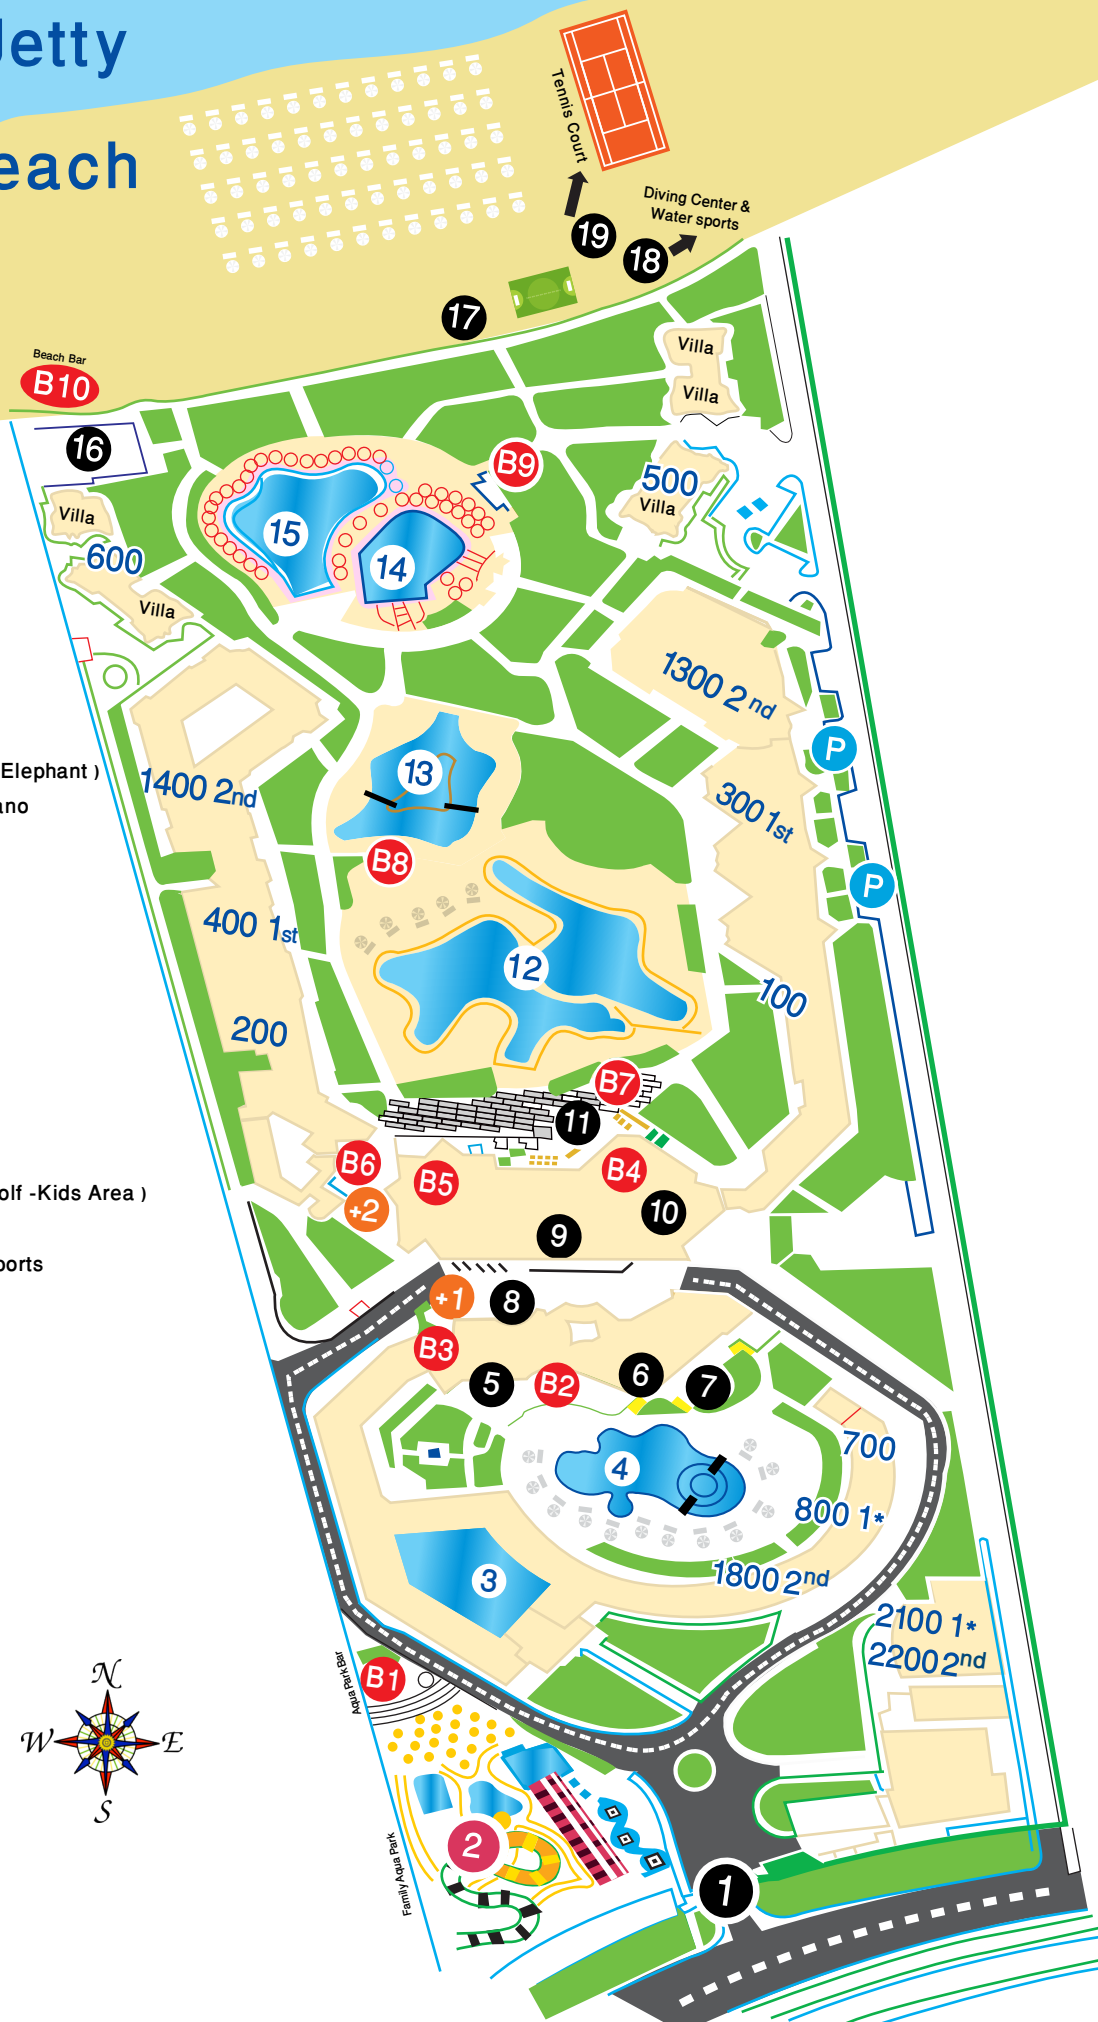 Jetty
each
Tennis Court
Diving Center &
Water sports
19
18
17
Beach Bar
B10
Villa
Villa
16
B9
500
Villa
Villa
15
14
600
Villa
1300 2nd
P
13
Elephant )
1400 2nd
ano
300 1st
B8
P
400 1st
12
100
200
B7
11
B6
B5
B4
olf -Kids Area )
+2
10
9
ports
+1
8
B3
5
B2
6
7
700
4
800 1*
3
1800 2nd
2100 1*
2200 2nd
Aqua Park Bar
B1
N
W
E
S
2
Family Aqua Park
1